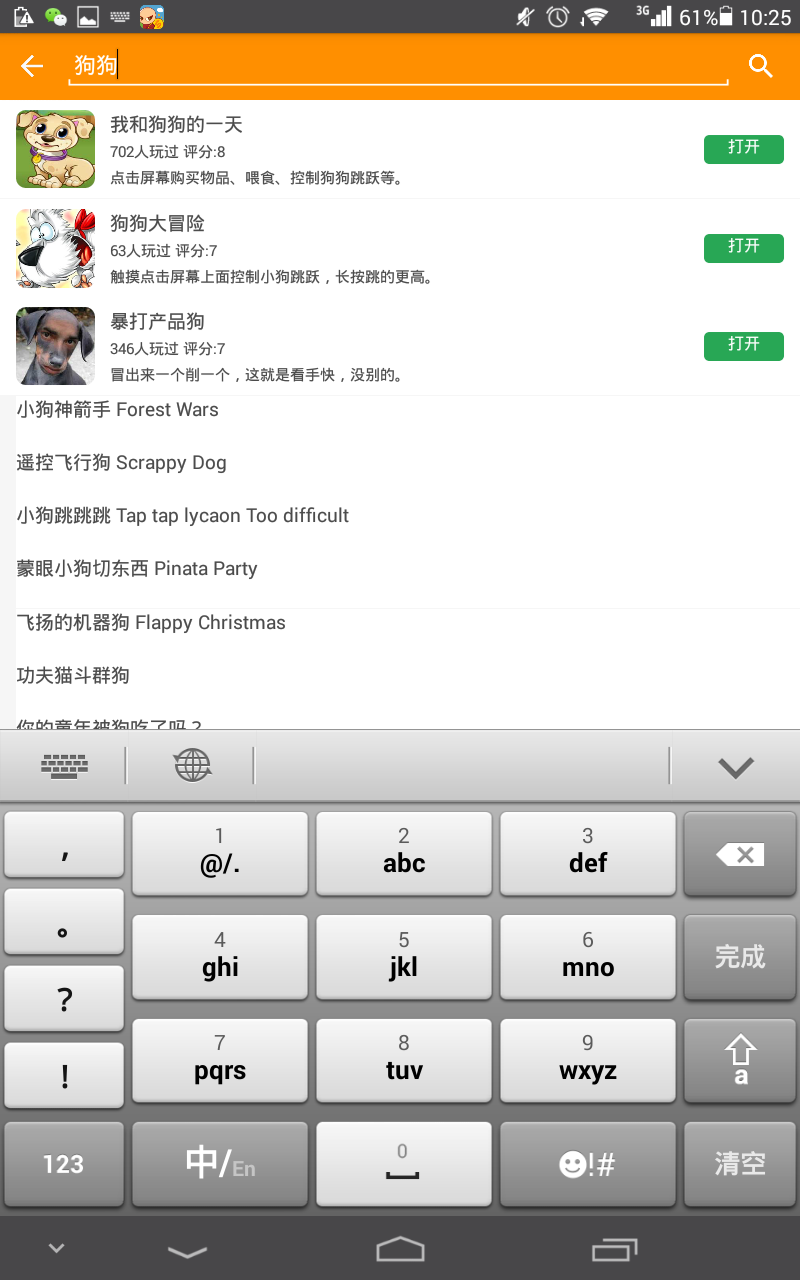 3G 61% 10:25
狗狗
我和狗狗的一天
702人玩过 评分:8
点击屏幕购买物品、喂食、控制狗狗跳跃等。
打开
狗狗大冒险
63人玩过 评分:7
触摸点击屏幕上面控制小狗跳跃，长按跳的更高。
打开
暴打产品狗
346人玩过 评分:7
冒出来一个削一个，这就是看手快，没别的。
打开
小狗神箭手 Forest Wars
遥控飞行狗 Scrappy Dog
小狗跳跳跳 Tap tap lycaon Too difficult
蒙眼小狗切东西 Pinata Party
飞扬的机器狗 Flappy Christmas
功夫猫斗群狗
你的童年被狗吃了吗？
, 1 @/. 2 abc 3 def
。 4 ghi 5 jkl 6 mno 完成
?
! 7 pqrs 8 tuv 9 wxyz a
123 中/En 0 !# 清空